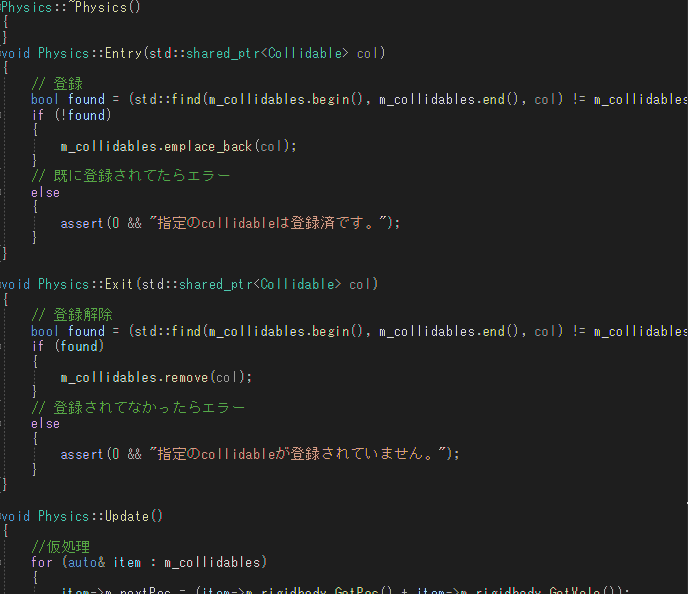 Physics::~Physics()
{
}
void Physics::Entry(std::shared_ptr<Collidable> col)
{
// 登録
bool found = (std::find(m_collidables.begin(), m_collidables.end(), col) != m_collidables
if (!found)
{
m_collidables.emplace_back(col);
}
// 既に登録されてたらエラー
else
{
assert(0 && "指定のcollidableは登録済です。");
}
}
void Physics::Exit(std::shared_ptr<Collidable> col)
{
// 登録解除
bool found = (std::find(m_collidables.begin(), m_collidables.end(), col) != m_collidables
if (found)
{
m_collidables.remove(col);
}
// 登録されてなかったらエラー
else
{
assert(0 && "指定のcollidableが登録されていません。");
}
}
void Physics::Update()
{
//仮処理
for (auto& item : m_collidables)
{
item->m_nextPos = (item->m_rigidbody.GetPos() + item->m_rigidbody.GetVelo());